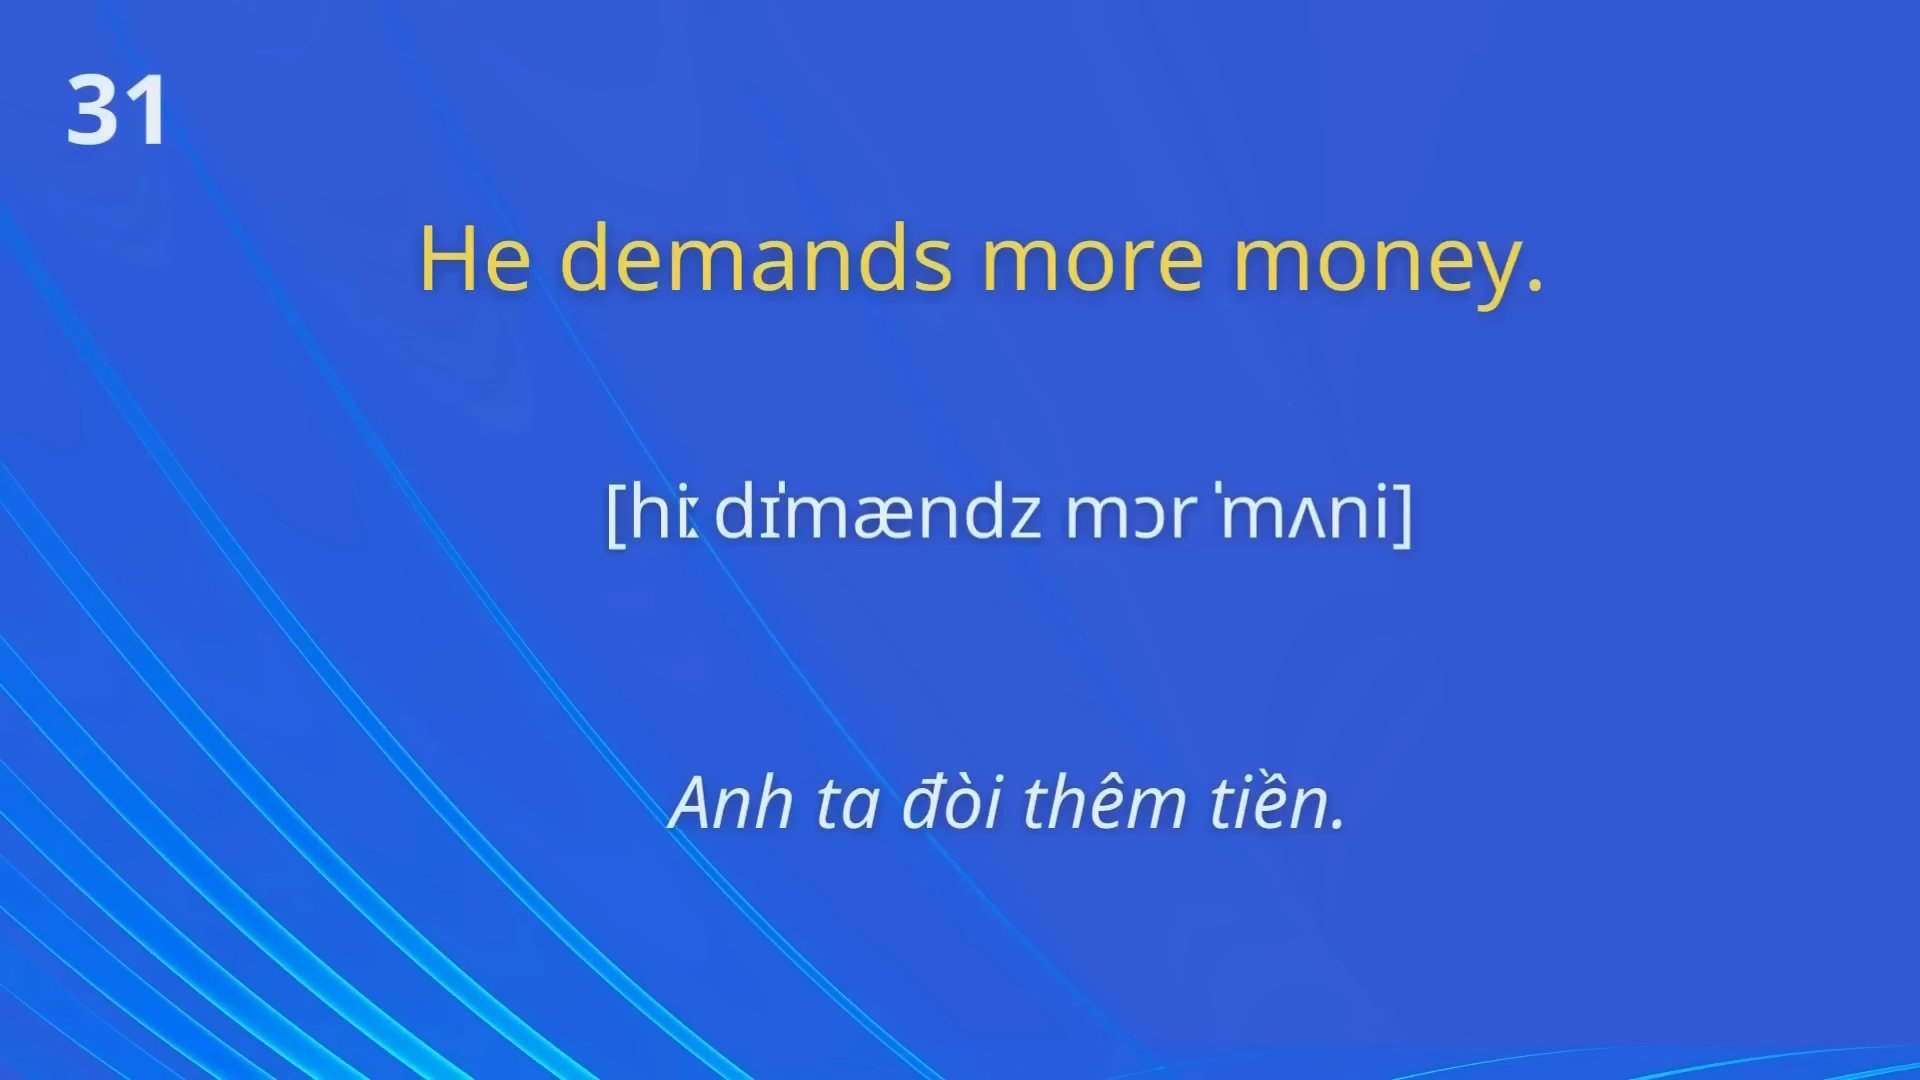 31
He demands more money.
[hiː dɪˈmændz mɔr ˈmʌni]
Anh ta đòi thêm tiền.